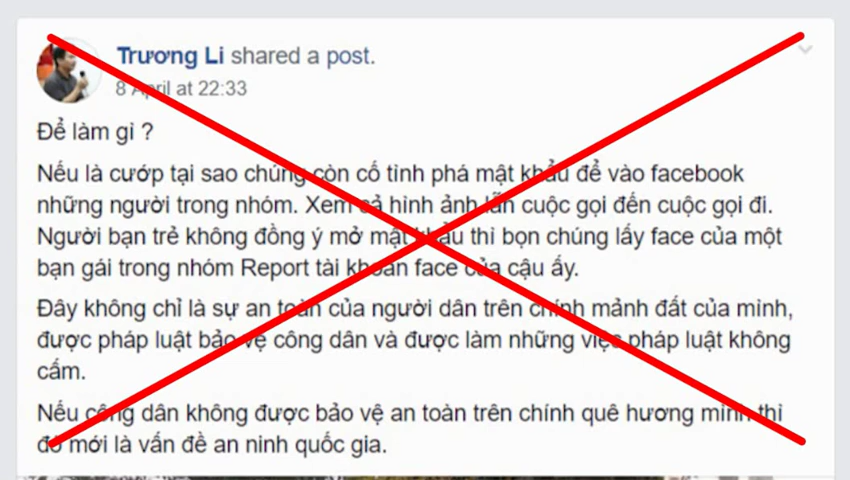 Trương Li shared a post.
8 April at 22:33
Để làm gì ?
Nếu là cướp tại sao chúng còn cố tình phá mật khẩu để vào facebook
những người trong nhóm. Xem cả hình ảnh lẫn cuộc gọi đến cuộc gọi đi.
Người bạn trẻ không đồng ý mở mật khẩu thì bọn chúng lấy face của một
bạn gái trong nhóm Report tài khoản face của cậu ấy.
Đây không chỉ là sự an toàn của người dân trên chính mảnh đất của mình,
được pháp luật bảo vệ công dân và được làm những việc pháp luật không
cấm.
Nếu công dân không được bảo vệ an toàn trên chính quê hương mình thì
đó mới là vấn đề an ninh quốc gia.